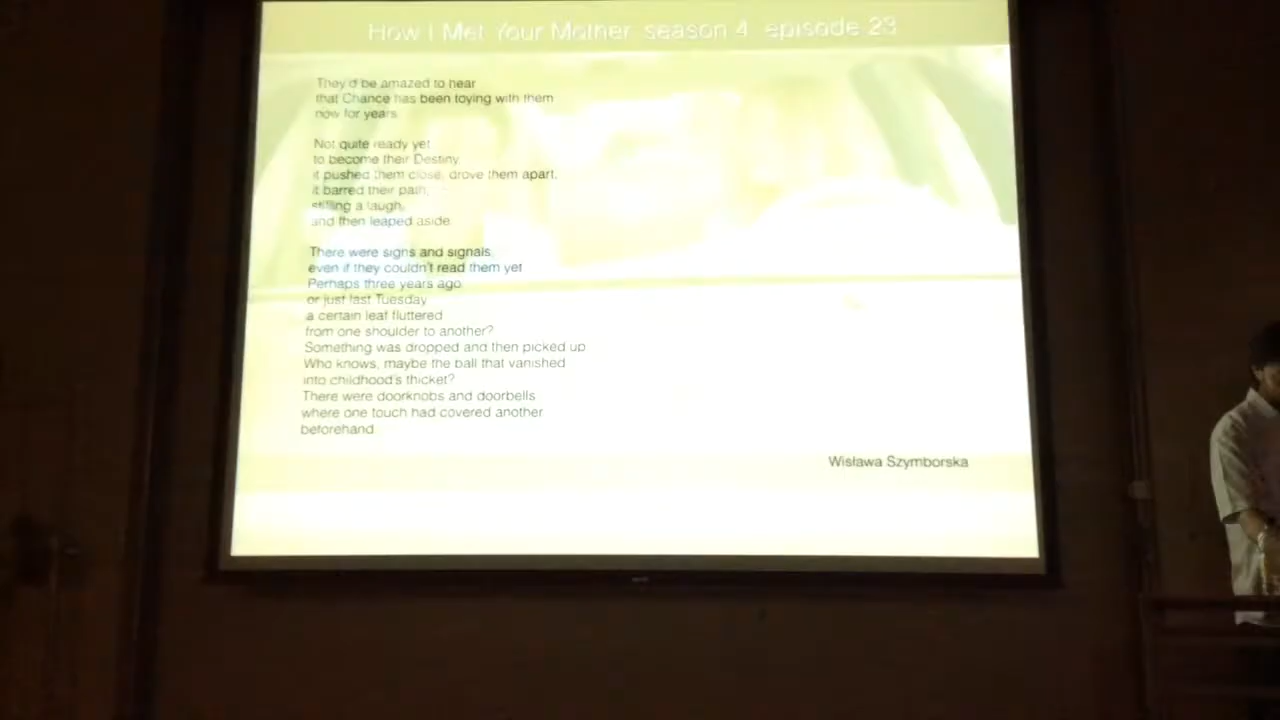 How I Met Your Mother season 4 episode 23
They'd be amazed to hear
that Chance has been toying with them
now for years
Not quite ready yet
to become their Destiny,
it pushed them close, drove them apart,
it barred their path,
stifling a laugh,
and then leaped aside
There were signs and signals,
even if they couldn't read them yet
Perhaps three years ago
or just last Tuesday
a certain leaf fluttered
from one shoulder to another?
Something was dropped and then picked up
Who knows, maybe the ball that vanished
into childhood's thicket?
There were doorknobs and doorbells
where one touch had covered another
beforehand
Wisława Szymborska